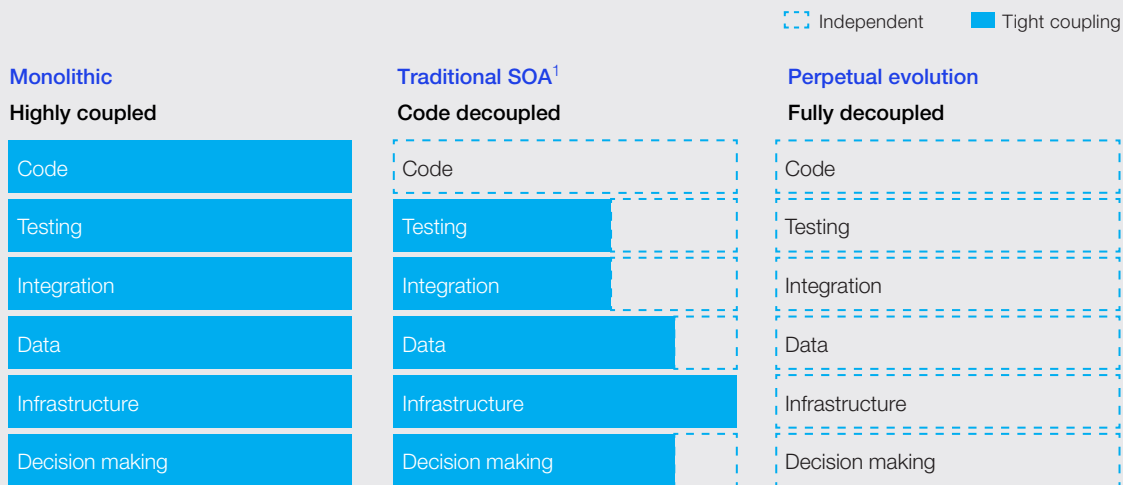 Independent
Tight coupling
Monolithic
Highly coupled
Code
Testing
Integration
Data
Infrastructure
Decision making
Traditional SOA1
Code decoupled
Code
Testing
Integration
Data
Infrastructure
Decision making
Perpetual evolution
Fully decoupled
Code
Testing
Integration
Data
Infrastructure
Decision making